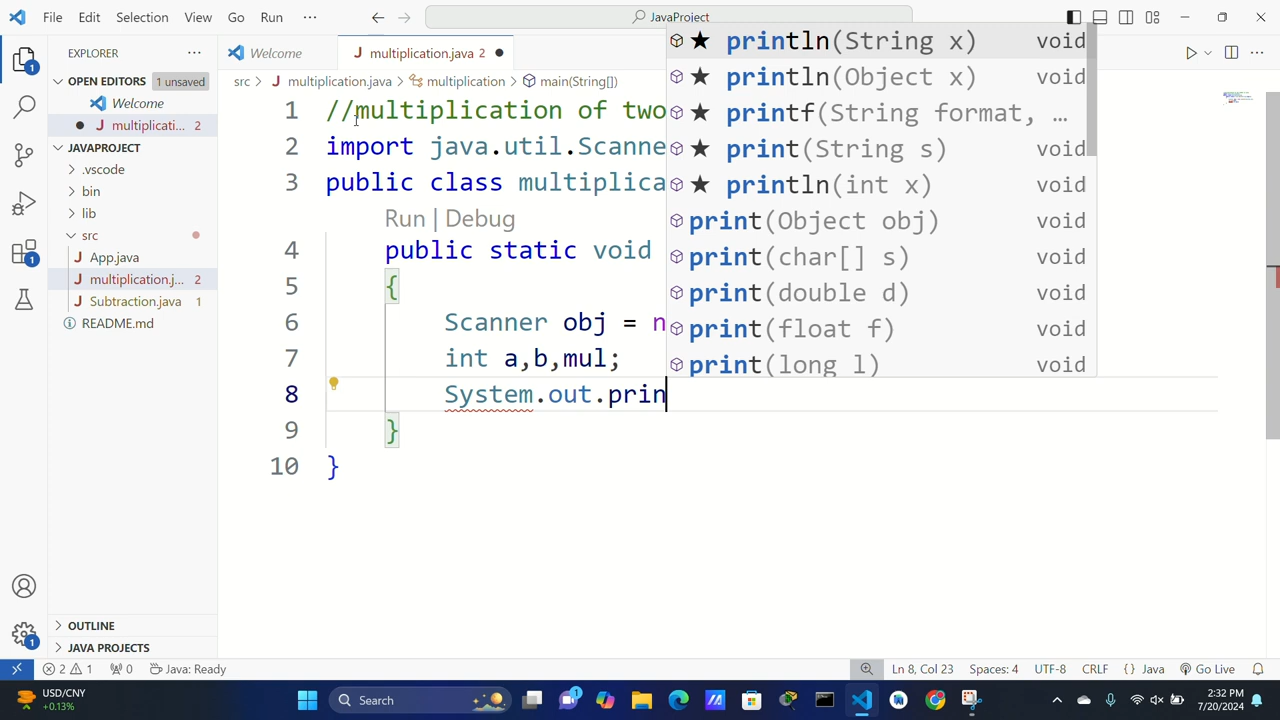 File Edit Selection View Go Run ··· JavaProject
EXPLORER ···
OPEN EDITORS 1 unsaved
Welcome
multiplicati... 2
JAVAPROJECT
.vscode
bin
lib
src
App.java
multiplication.j... 2
Subtraction.java 1
README.md
OUTLINE
JAVA PROJECTS
Welcome multiplication.java 2
src > multiplication.java > multiplication > main(String[])
1 //multiplication of two
2 import java.util.Scanne
3 public class multiplica
Run | Debug
4 public static void
5 {
6 Scanner obj = n
7 int a,b,mul;
8 System.out.prin
9 }
10 }
println(String x) void
println(Object x) void
printf(String format, … void
print(String s) void
println(int x) void
print(Object obj) void
print(char[] s) void
print(double d) void
print(float f) void
print(long l) void
1
1
1
2 1 0 Java: Ready Ln 8, Col 23 Spaces: 4 UTF-8 CRLF {} Java Go Live
USD/CNY
+0.13%
Search
1
2:32 PM
7/20/2024